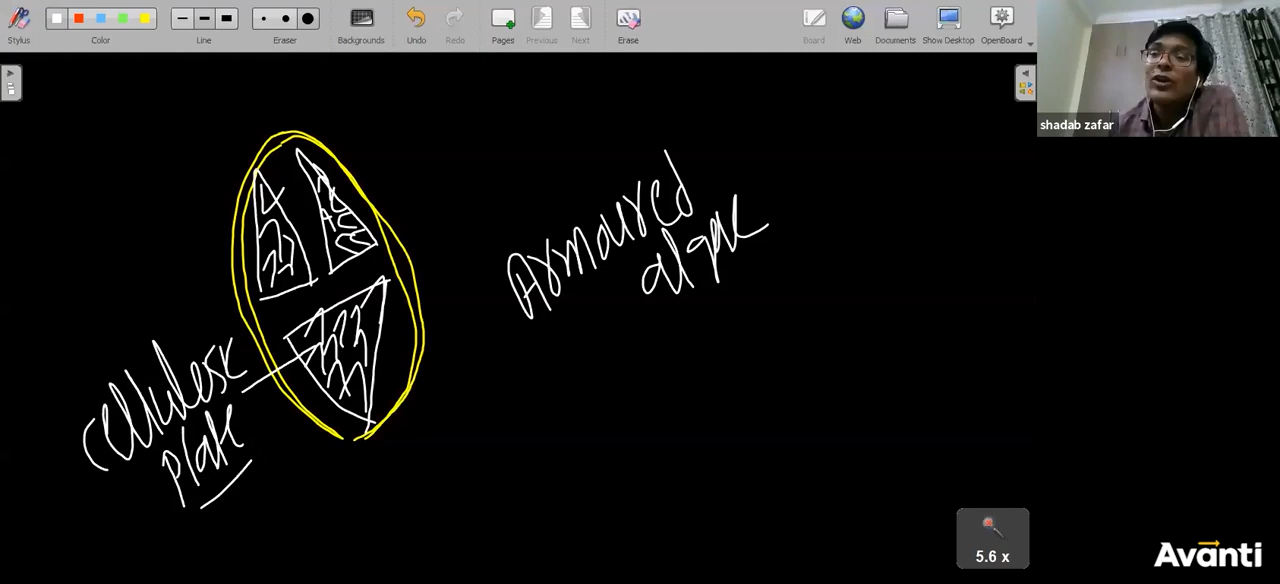 Stylus
Color
Line
Eraser
Backgrounds
Undo
Redo
Pages
Previous
Next
Erase
Board
Web
Documents
Show Desktop
OpenBoard
shadab zafar
Armoured
algae
Cellulose
plate
5.6 x
Avanti